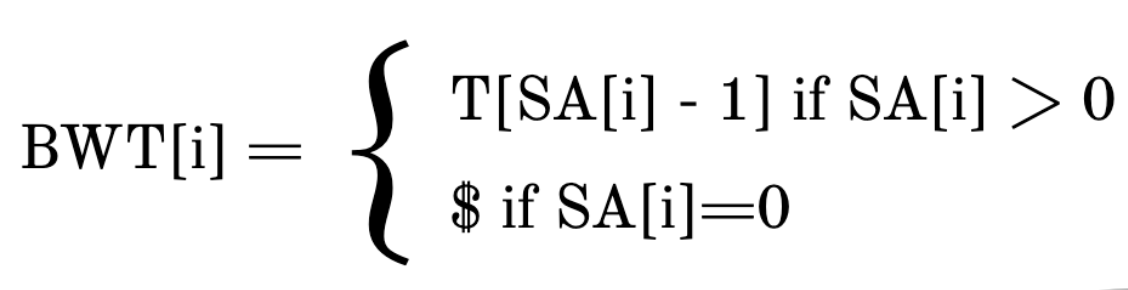 T[SA[i] - 1] if SA[i] > 0
BWT[i] =
$ if SA[i]=0